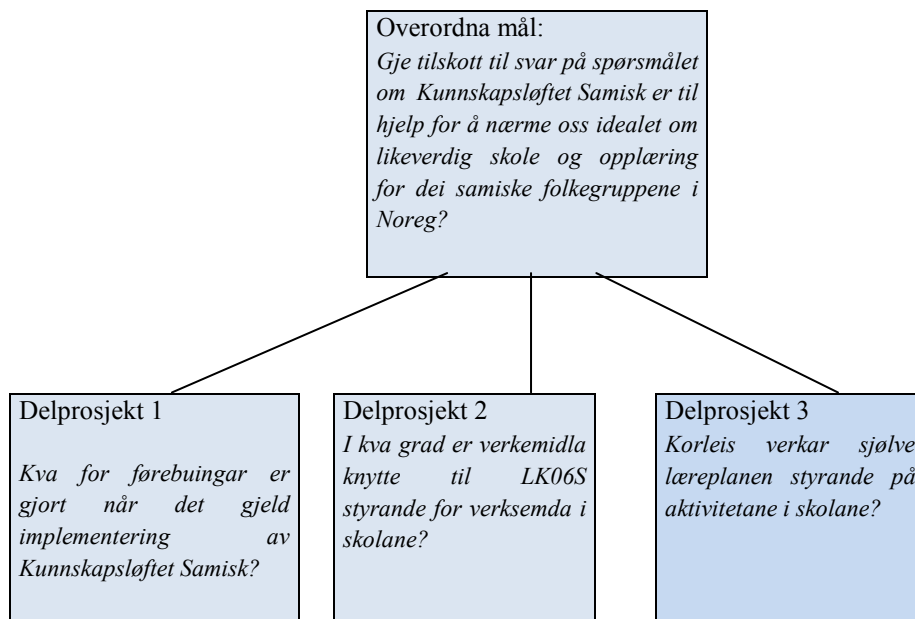 Overordna mål:
Gje tilskott til svar på spørsmålet
om Kunnskapsløftet Samisk er til
hjelp for å nærme oss idealet om
likeverdig skole og opplæring
for dei samiske folkegruppene i
Noreg?
Delprosjekt 1
Kva for førebuingar er
gjort når det gjeld
implementering av
Kunnskapsløftet Samisk?
Delprosjekt 2
I kva grad er verkemidla
knytte til LK06S
styrande for verksemda i
skolane?
Delprosjekt 3
Korleis verkar sjølve
læreplanen styrande på
aktivitetane i skolane?